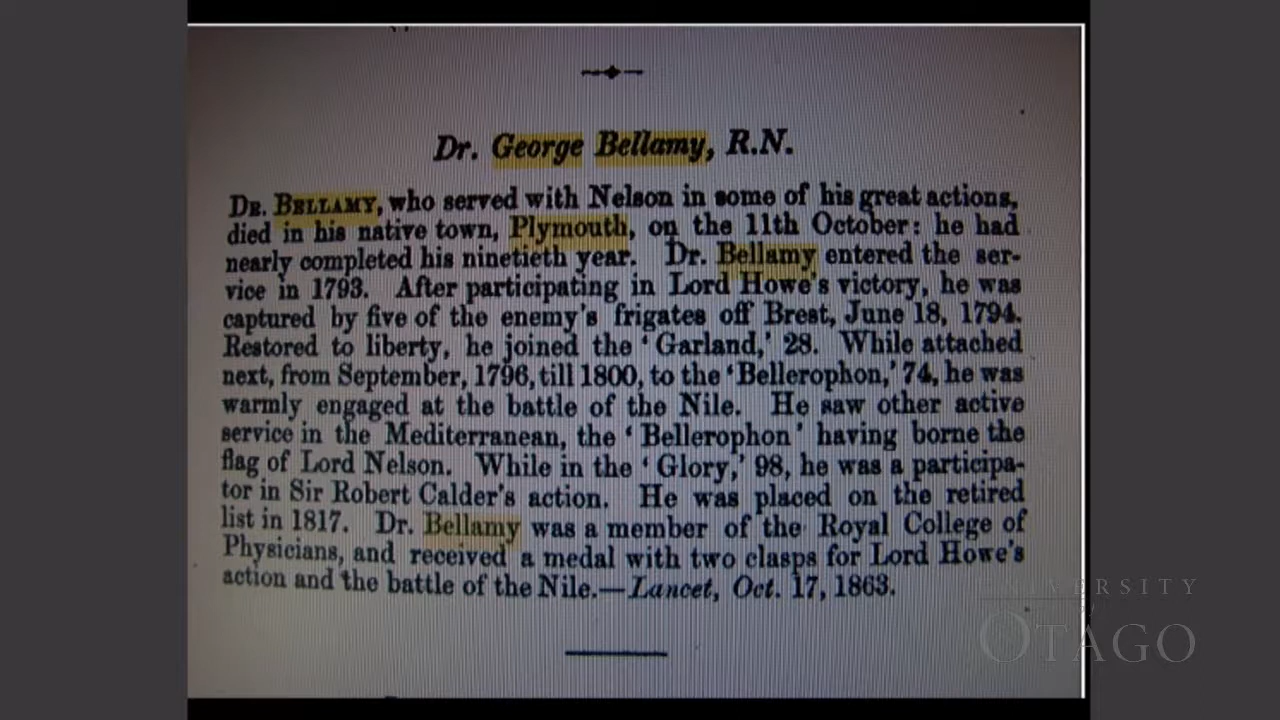 Dr. George Bellamy, R.N.
DR. BELLAMY, who served with Nelson in some of his great actions,
died in his native town, Plymouth, on the 11th October: he had
nearly completed his ninetieth year. Dr. Bellamy entered the ser-
vice in 1793. After participating in Lord Howe's victory, he was
captured by five of the enemy's frigates off Brest, June 18, 1794.
Restored to liberty, he joined the 'Garland,' 28. While attached
next, from September, 1796, till 1800, to the 'Bellerophon,' 74, he was
warmly engaged at the battle of the Nile. He saw other active
service in the Mediterranean, the 'Bellerophon' having borne the
flag of Lord Nelson. While in the 'Glory,' 98, he was a participa-
tor in Sir Robert Calder's action. He was placed on the retired
list in 1817. Dr. Bellamy was a member of the Royal College of
Physicians, and received a medal with two clasps for Lord Howe's
action and the battle of the Nile.—Lancet, Oct. 17, 1863.
UNIVERSITY
of
OTAGO